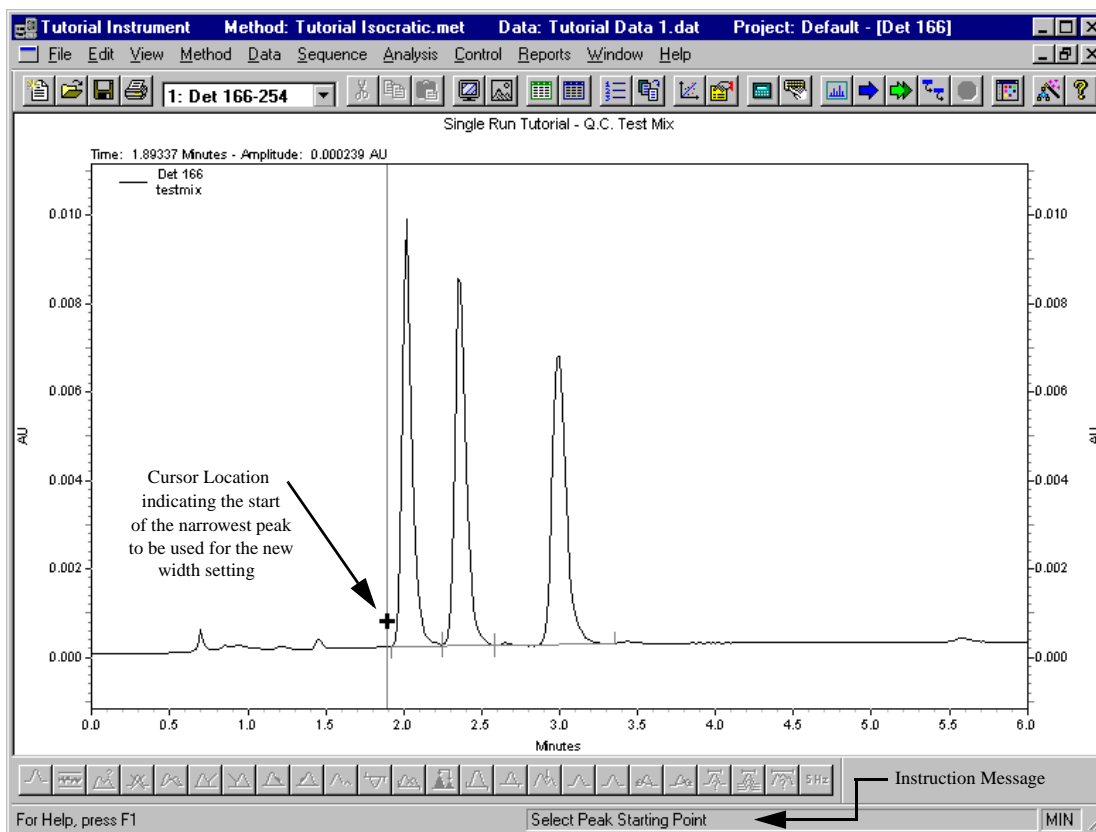 Tutorial Instrument Method: Tutorial Isocratic.met Data: Tutorial Data 1.dat Project: Default - [Det 166]
File Edit View Method Data Sequence Analysis Control Reports Window Help
1: Det 166-254
Single Run Tutorial - Q.C. Test Mix
Time: 1.89337 Minutes - Amplitude: 0.000239 AU
Det 166
testmix
0.010
0.008
0.006
0.004
0.002
0.000
AU
0.010
0.008
0.006
0.004
0.002
0.000
AU
Cursor Location
indicating the start
of the narrowest peak
to be used for the new
width setting
0.0 0.5 1.0 1.5 2.0 2.5 3.0 3.5 4.0 4.5 5.0 5.5 6.0
Minutes
5Hz
Instruction Message
For Help, press F1
Select Peak Starting Point
MIN